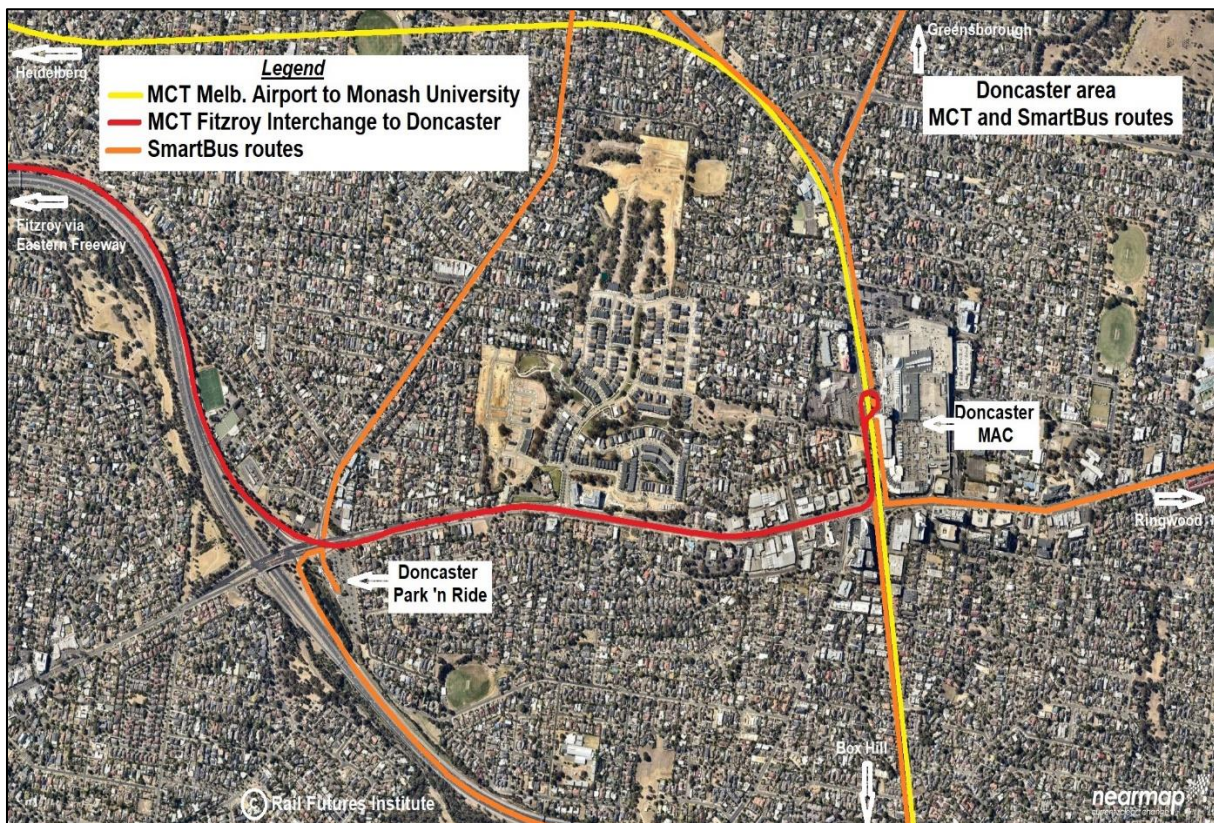 Heidelberg
Legend
MCT Melb. Airport to Monash University
MCT Fitzroy Interchange to Doncaster
SmartBus routes
Greensborough
Doncaster area
MCT and SmartBus routes
Fitzroy via
Eastern Freeway
Doncaster
MAC
Ringwood
Doncaster
Park 'n Ride
Box Hill
© Rail Futures Institute
nearmap